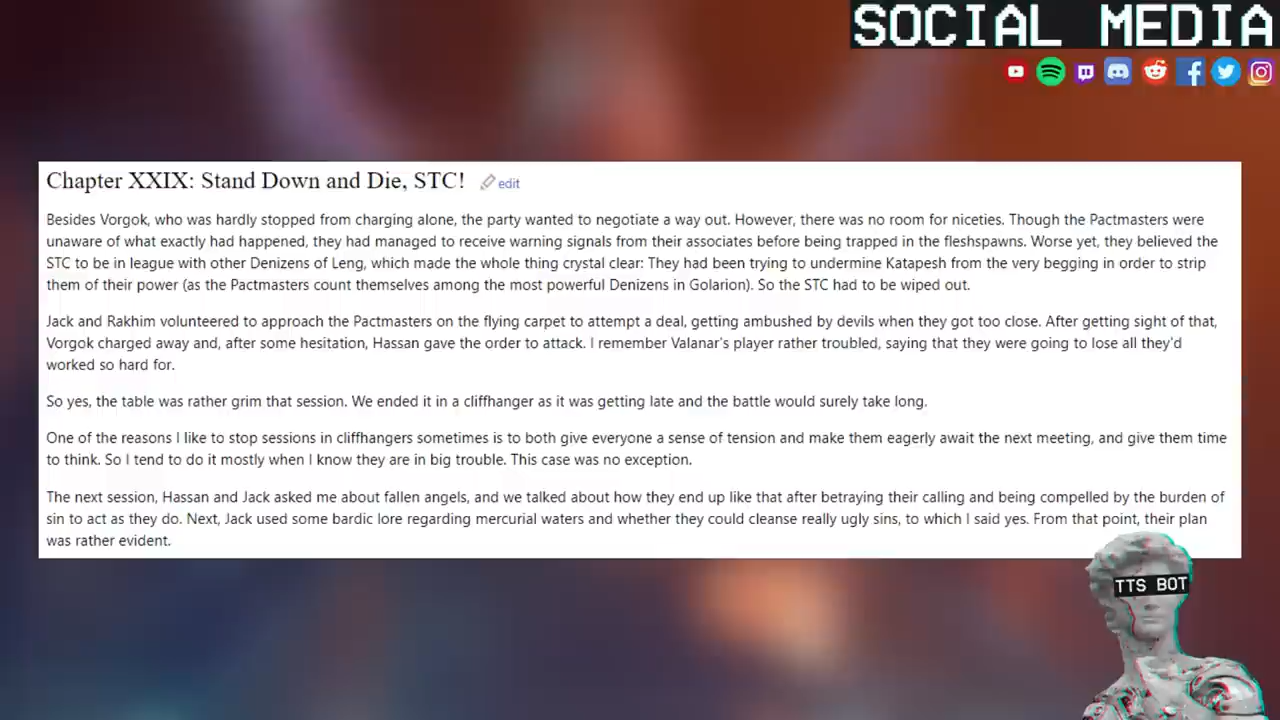 SOCIAL MEDIA
Chapter XXIX: Stand Down and Die, STC! edit
Besides Vorgok, who was hardly stopped from charging alone, the party wanted to negotiate a way out. However, there was no room for niceties. Though the Pactmasters were
unaware of what exactly had happened, they had managed to receive warning signals from their associates before being trapped in the fleshspawns. Worse yet, they believed the
STC to be in league with other Denizens of Leng, which made the whole thing crystal clear: They had been trying to undermine Katapesh from the very begging in order to strip
them of their power (as the Pactmasters count themselves among the most powerful Denizens in Golarion). So the STC had to be wiped out.
Jack and Rakhim volunteered to approach the Pactmasters on the flying carpet to attempt a deal, getting ambushed by devils when they got too close. After getting sight of that,
Vorgok charged away and, after some hesitation, Hassan gave the order to attack. I remember Valanar's player rather troubled, saying that they were going to lose all they'd
worked so hard for.
So yes, the table was rather grim that session. We ended it in a cliffhanger as it was getting late and the battle would surely take long.
One of the reasons I like to stop sessions in cliffhangers sometimes is to both give everyone a sense of tension and make them eagerly await the next meeting, and give them time
to think. So I tend to do it mostly when I know they are in big trouble. This case was no exception.
The next session, Hassan and Jack asked me about fallen angels, and we talked about how they end up like that after betraying their calling and being compelled by the burden of
sin to act as they do. Next, Jack used some bardic lore regarding mercurial waters and whether they could cleanse really ugly sins, to which I said yes. From that point, their plan
was rather evident.
TTS BOT